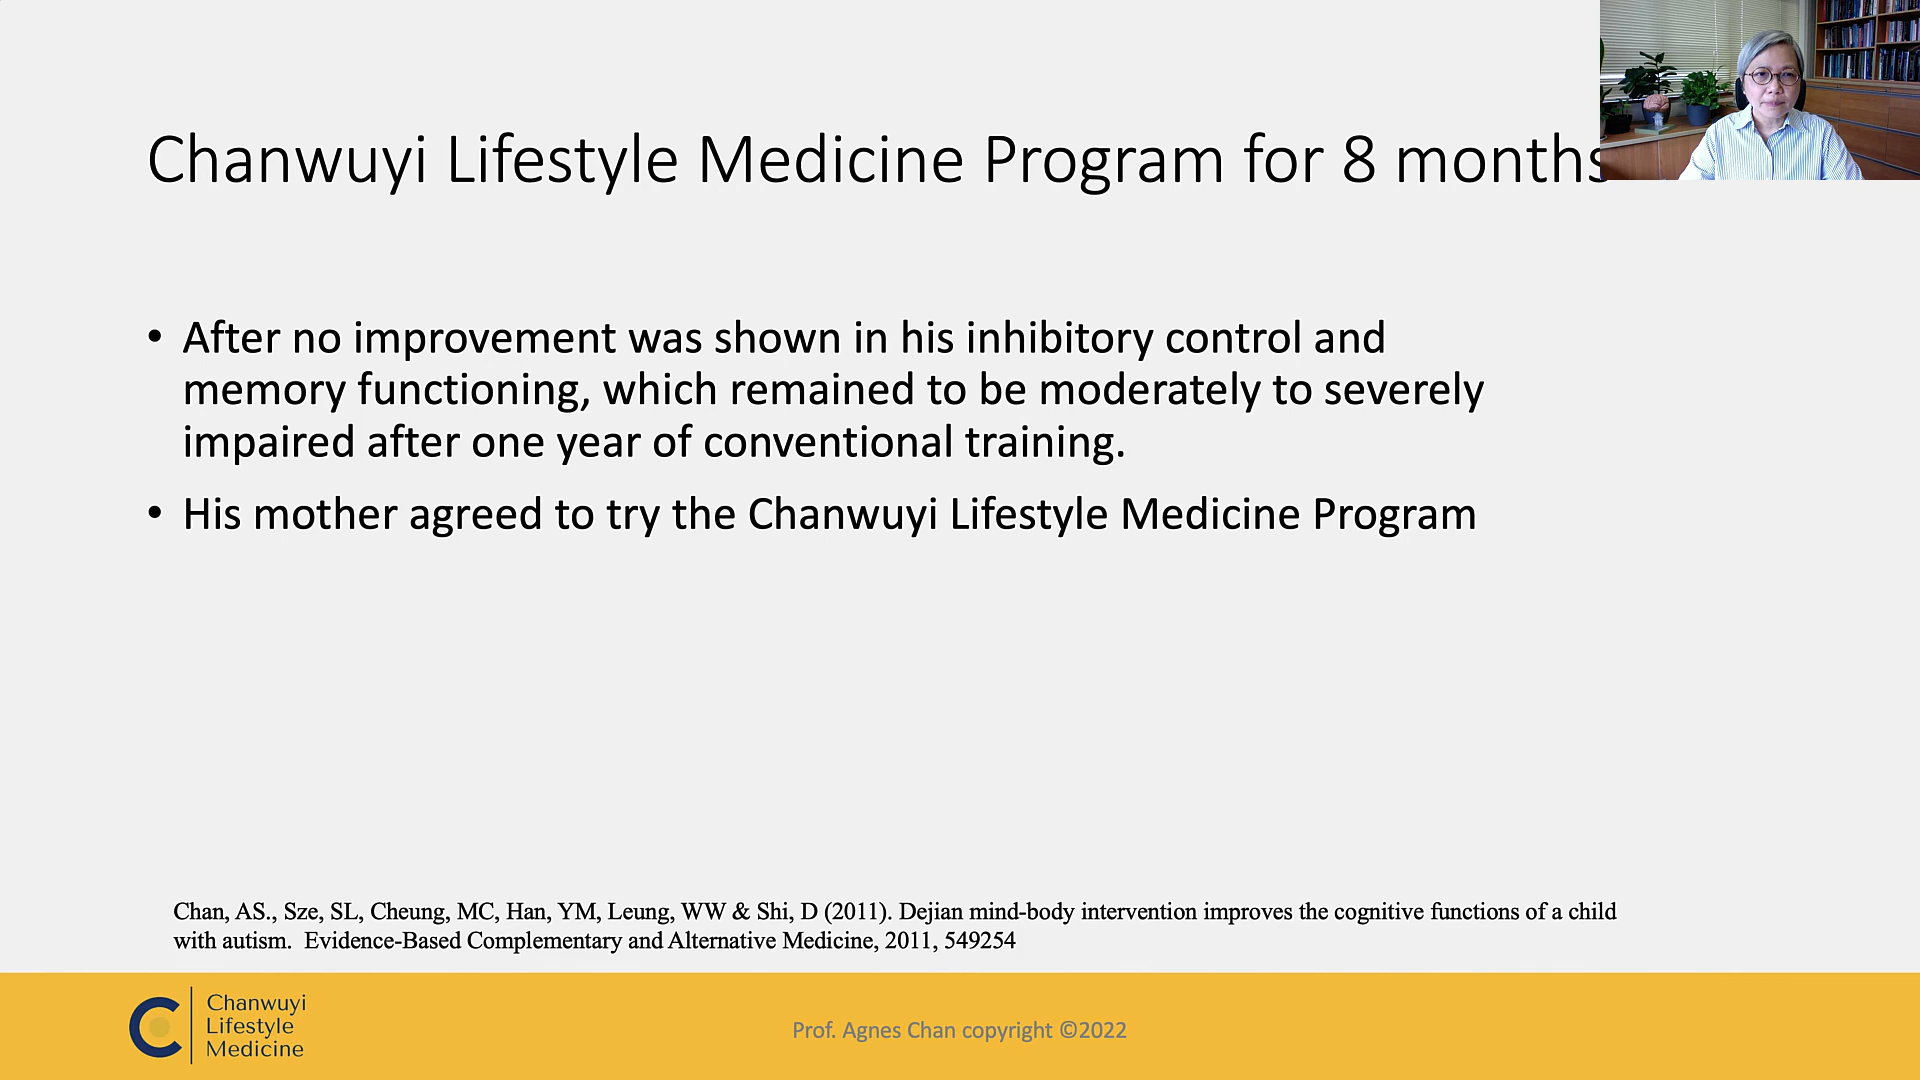 Chanwuyi Lifestyle Medicine Program for 8 months
• After no improvement was shown in his inhibitory control and
memory functioning, which remained to be moderately to severely
impaired after one year of conventional training.
• His mother agreed to try the Chanwuyi Lifestyle Medicine Program
Chan, AS., Sze, SL, Cheung, MC, Han, YM, Leung, WW & Shi, D (2011). Dejian mind-body intervention improves the cognitive functions of a child
with autism. Evidence-Based Complementary and Alternative Medicine, 2011, 549254
Chanwuyi
Lifestyle
Medicine
Prof. Agnes Chan copyright ©2022